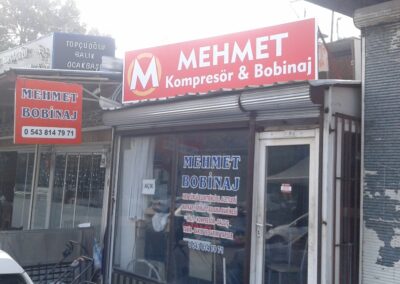 TOPÇUOĞLU
BALIK
OCAKBAŞI
MEHMET
BOBİNAJ
0 543 814 79 71
M
MEHMET
Kompresör & Bobinaj
AÇIK
MEHMET
BOBİNAJ